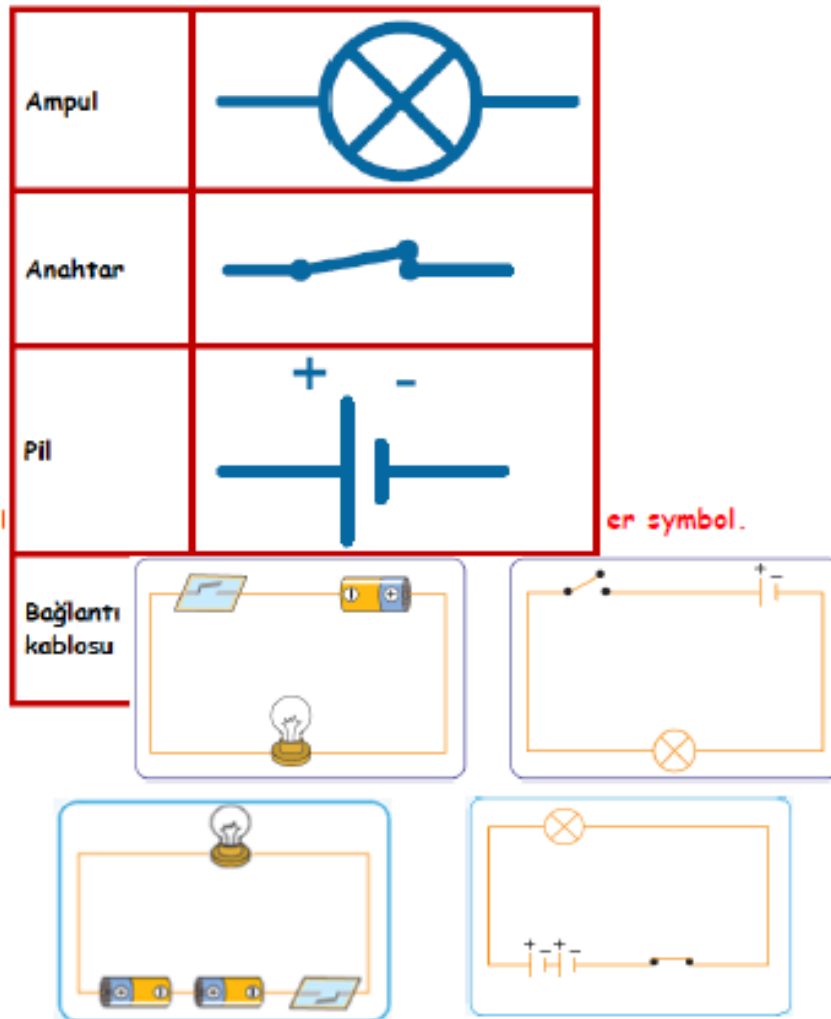 Ampul
Anahtar
+ -
Pil
er symbol.
Bağlantı
kablosu
- +
+ -
+ - + -
+ - + -